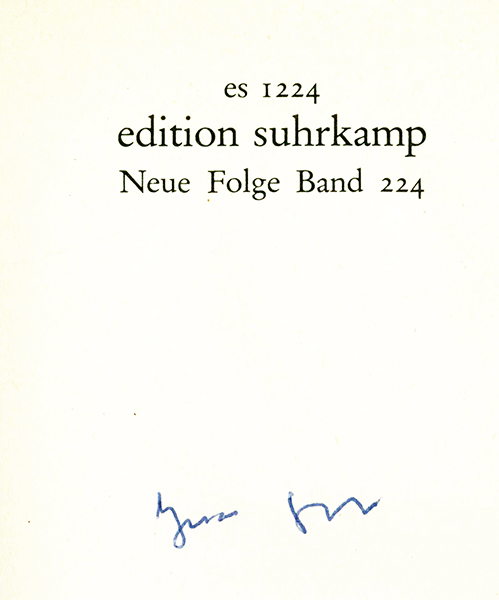 es 1224
edition suhrkamp
Neue Folge Band 224